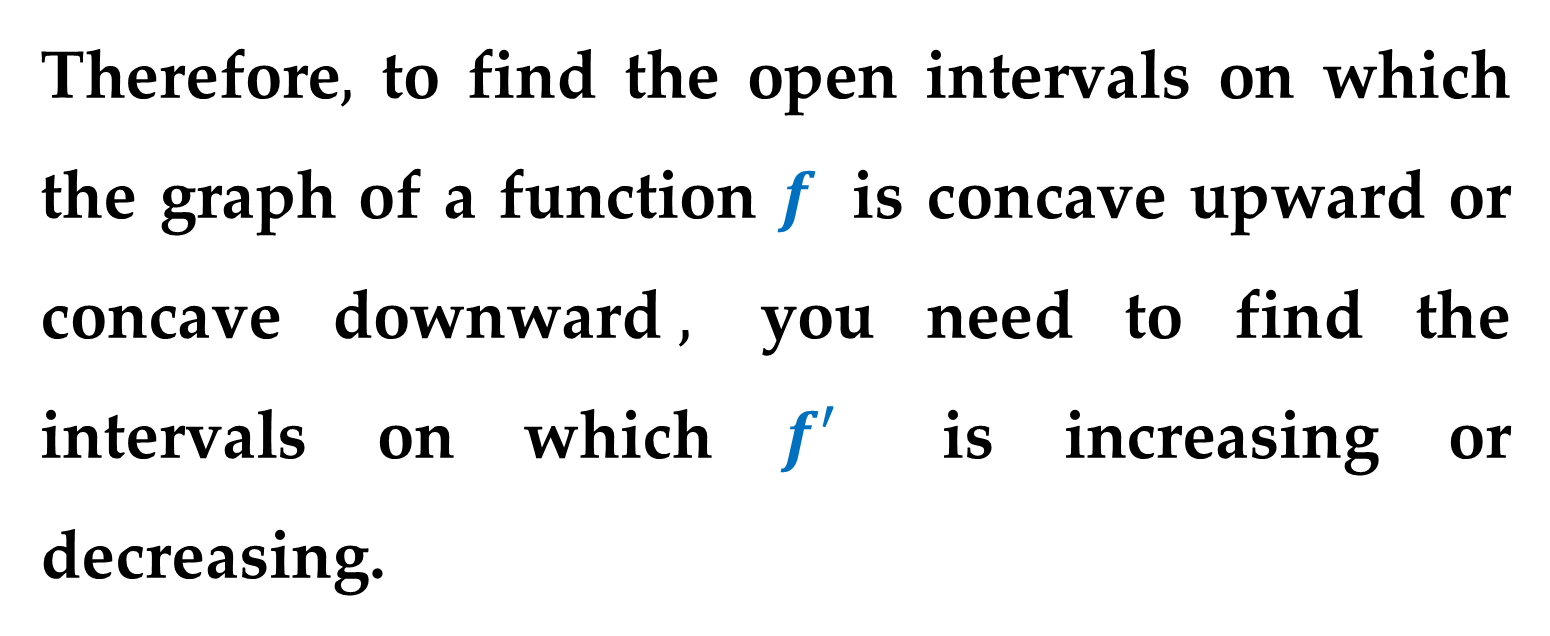 Therefore, to find the open intervals on which
the graph of a function f is concave upward or
concave downward , you need to find the
intervals on which f′ is increasing or
decreasing.